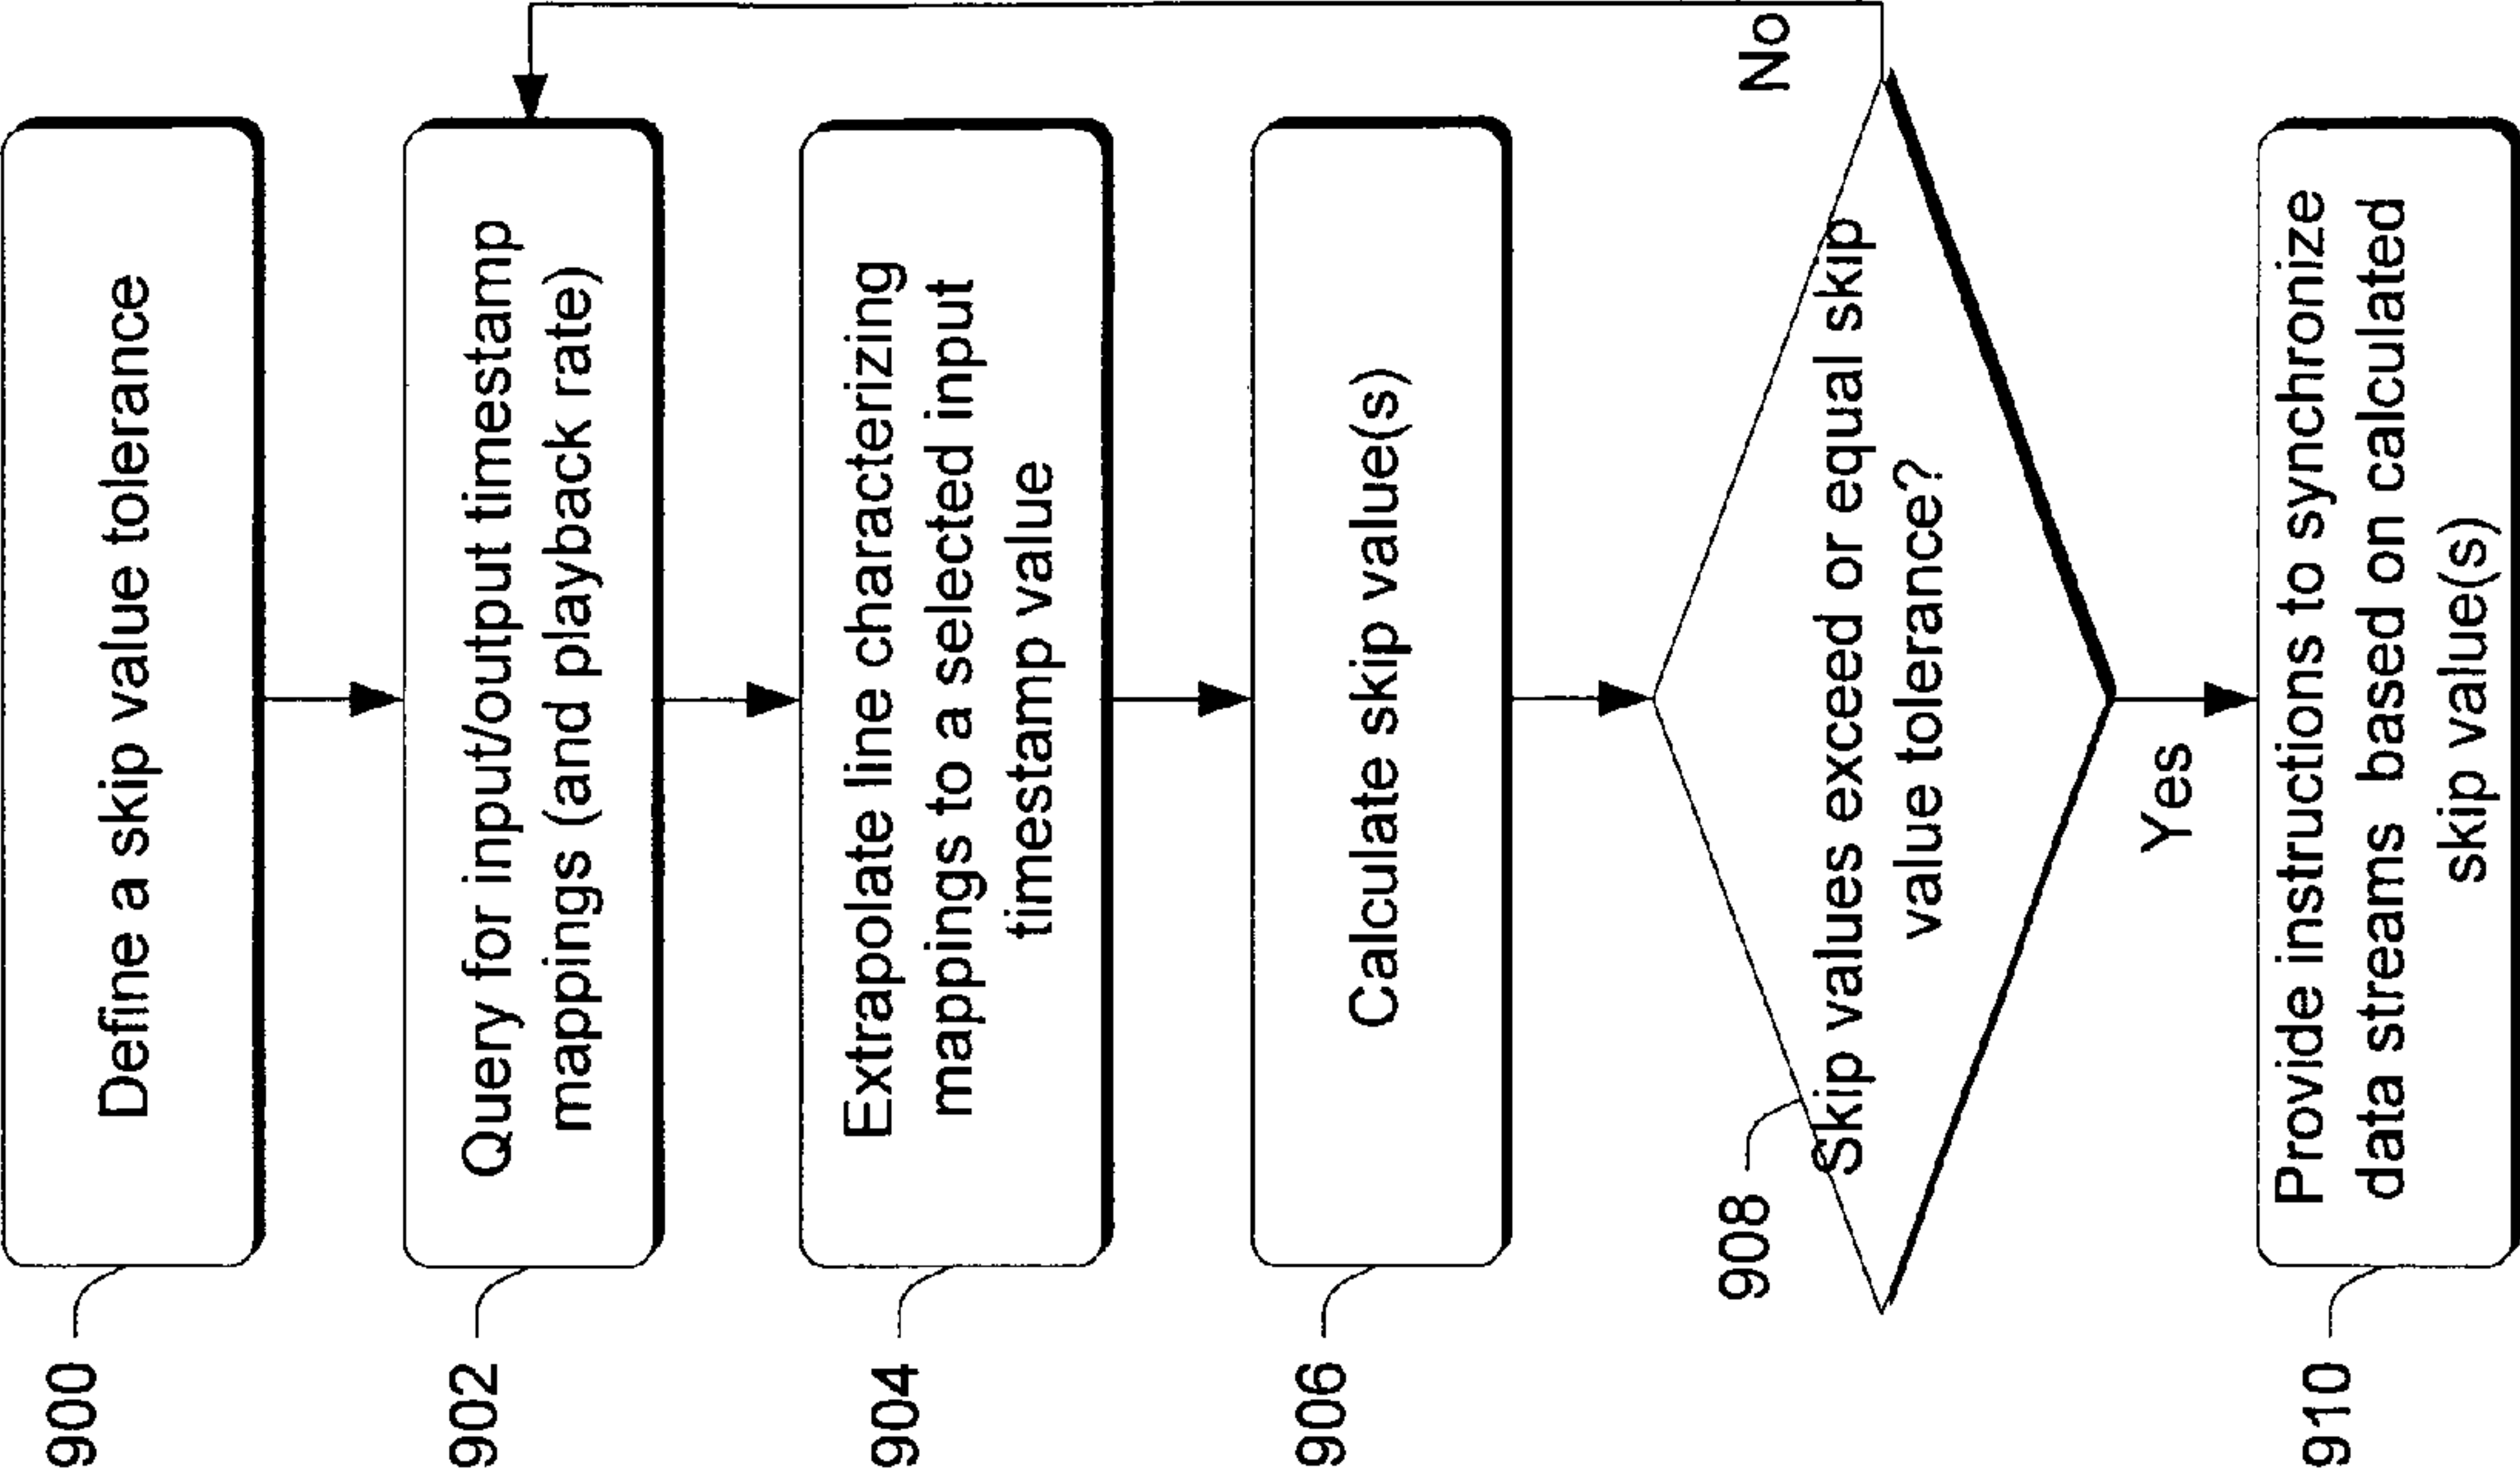 900
Define a skip value tolerance
902
Query for input/output timestamp
mappings (and playback rate)
904
Extrapolate line characterizing
mappings to a selected input
timestamp value
906
Calculate skip value(s)
908
No
Skip values exceed or equal skip
value tolerance?
Yes
910
Provide instructions to synchronize
data streams based on calculated
skip value(s)